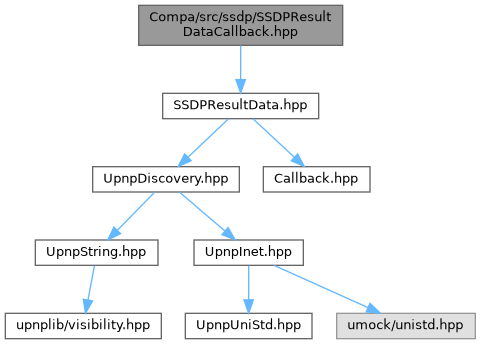 Compa/src/ssdp/SSDPResult
DataCallback.hpp
SSDPResultData.hpp
UpnpDiscovery.hpp
Callback.hpp
UpnpString.hpp
UpnpInet.hpp
upnplib/visibility.hpp
UpnpUniStd.hpp
umock/unistd.hpp